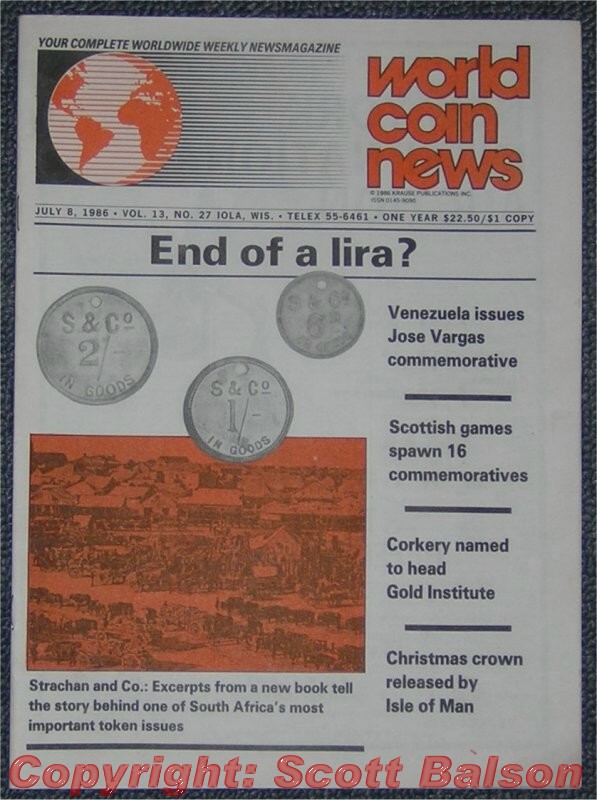 YOUR COMPLETE WORLDWIDE WEEKLY NEWSMAGAZINE
world
coin
news
© 1986 KRAUSE PUBLICATIONS INC.
ISSN 0145-9090
JULY 8, 1986 • VOL. 13, NO. 27 IOLA, WIS. • TELEX 55-6461 • ONE YEAR $22.50/$1 COPY
End of a lira?
S & Co
2/-
IN GOODS
S & Co
6D
S & Co
1/-
IN GOODS
Venezuela issues
Jose Vargas
commemorative
Scottish games
spawn 16
commemoratives
Corkery named
to head
Gold Institute
Christmas crown
released by
Isle of Man
Strachan and Co.: Excerpts from a new book tell
the story behind one of South Africa's most
important token issues
Copyright: Scott Balson